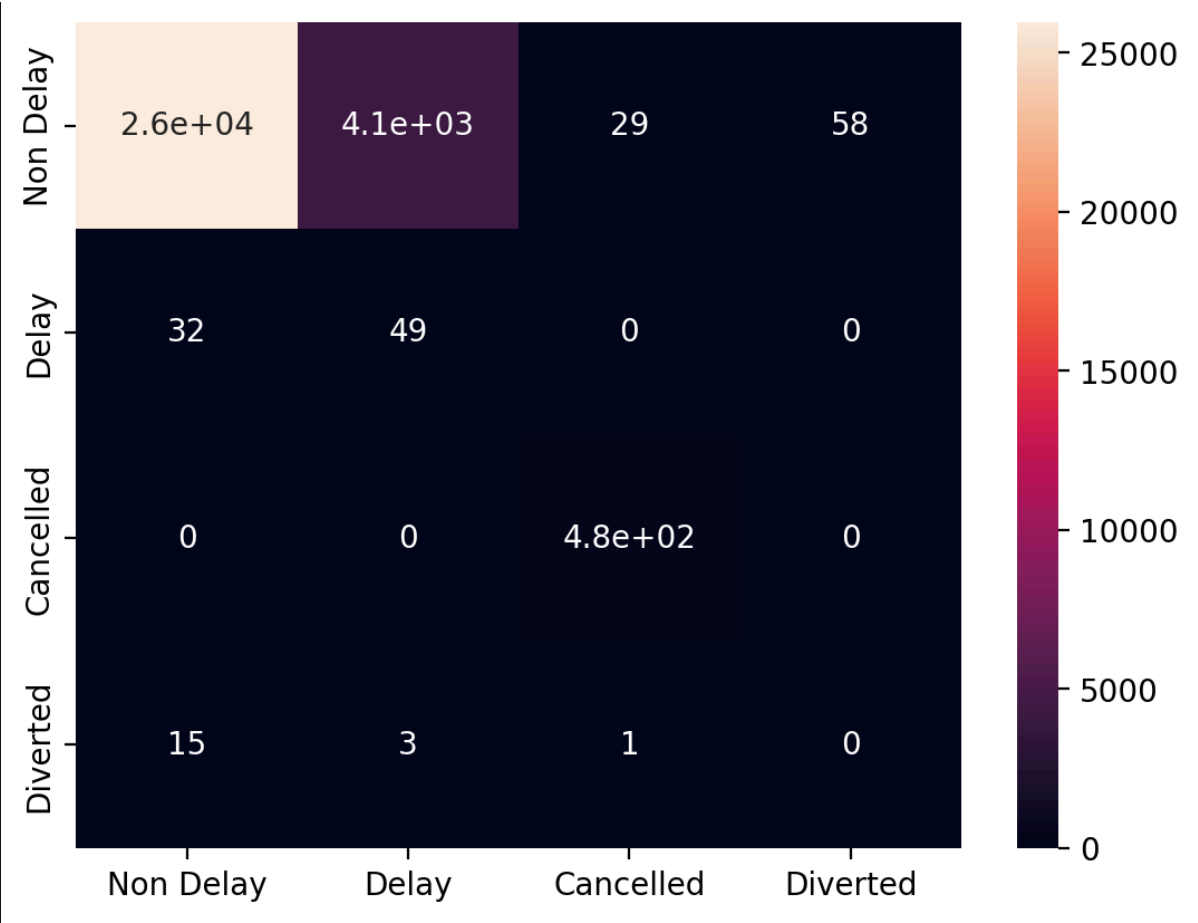 Non Delay 2.6e+04 4.1e+03 29 58
Delay 32 49 0 0
Cancelled 0 0 4.8e+02 0
Diverted 15 3 1 0
Non Delay Delay Cancelled Diverted
25000
20000
15000
10000
5000
0